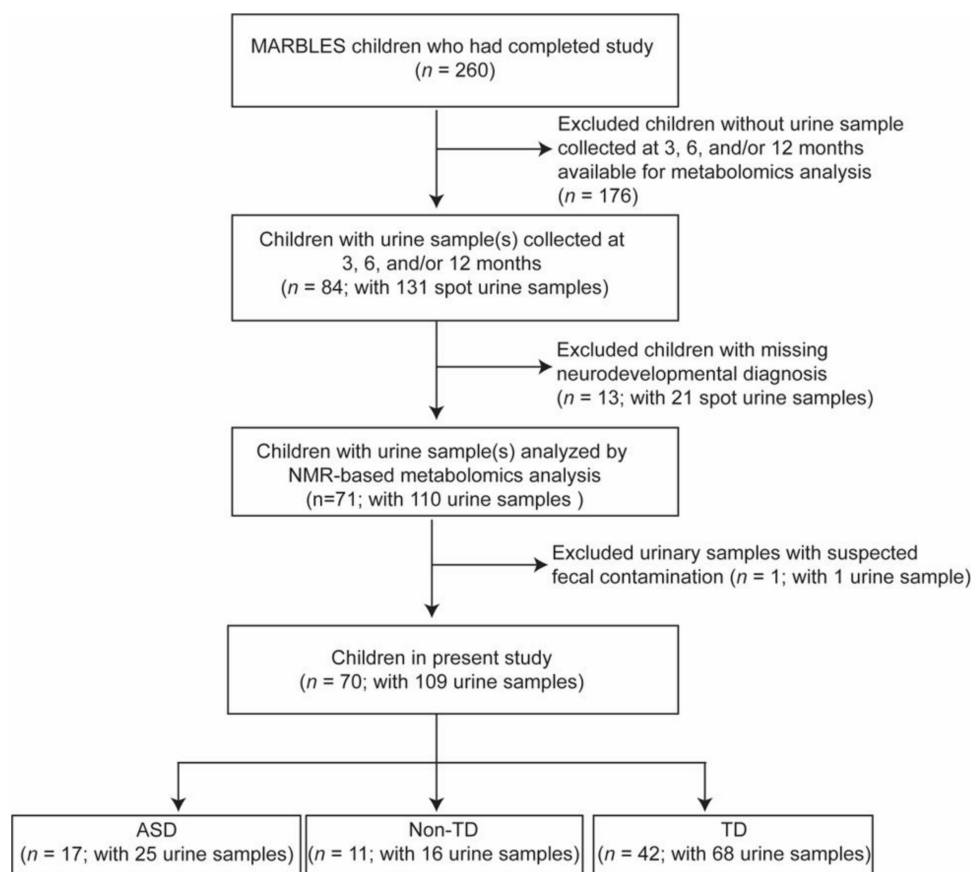 MARBLES children who had completed study
(n = 260)
Excluded children without urine sample
collected at 3, 6, and/or 12 months
available for metabolomics analysis
(n = 176)
Children with urine sample(s) collected at
3, 6, and/or 12 months
(n = 84; with 131 spot urine samples)
Excluded children with missing
neurodevelopmental diagnosis
(n = 13; with 21 spot urine samples)
Children with urine sample(s) analyzed by
NMR-based metabolomics analysis
(n=71; with 110 urine samples )
Excluded urinary samples with suspected
fecal contamination (n = 1; with 1 urine sample)
Children in present study
(n = 70; with 109 urine samples)
ASD
(n = 17; with 25 urine samples)
Non-TD
(n = 11; with 16 urine samples)
TD
(n = 42; with 68 urine samples)